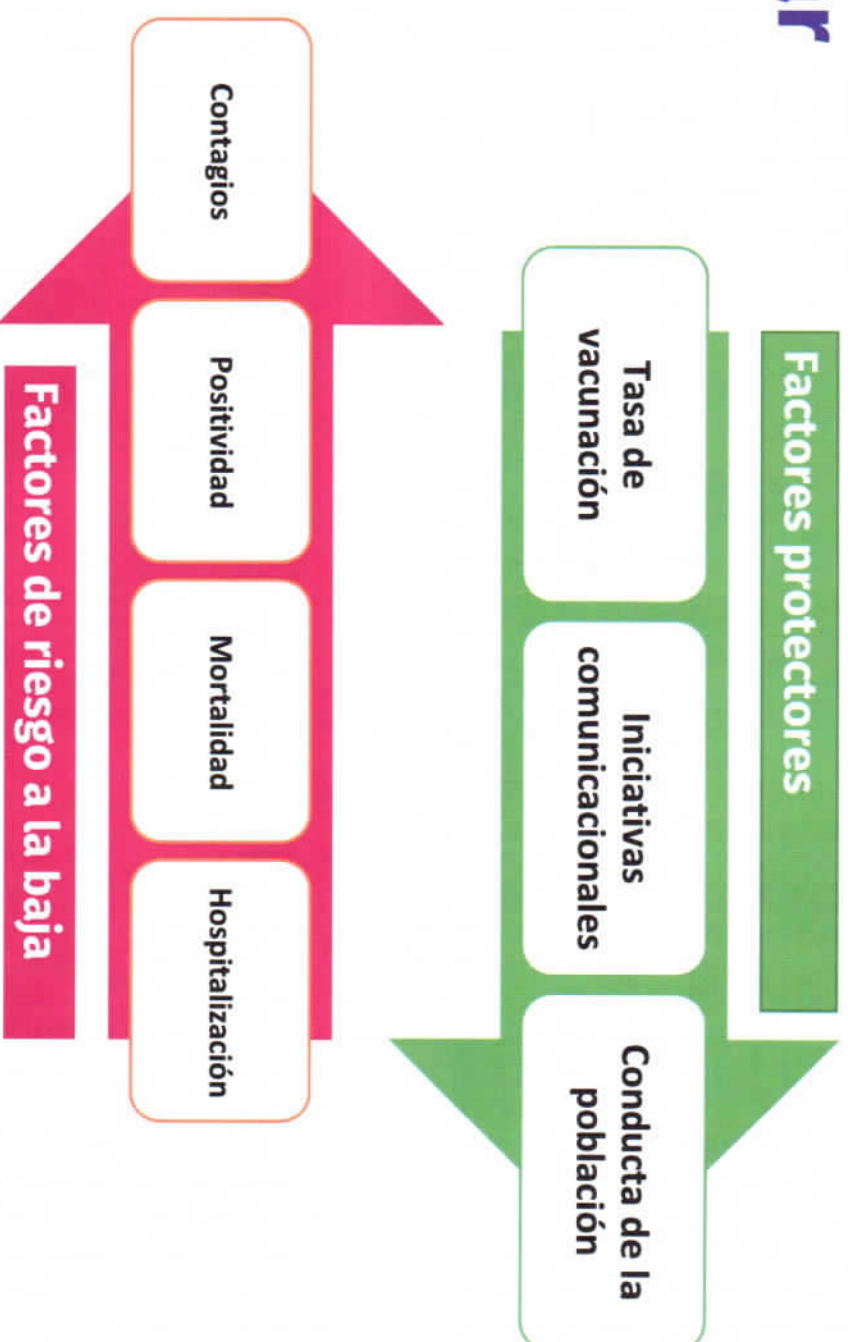 Factores protectores
Tasa de
vacunación
Iniciativas
comunicacionales
Conducta de la
población
Contagios
Positividad
Mortalidad
Hospitalización
Factores de riesgo a la baja